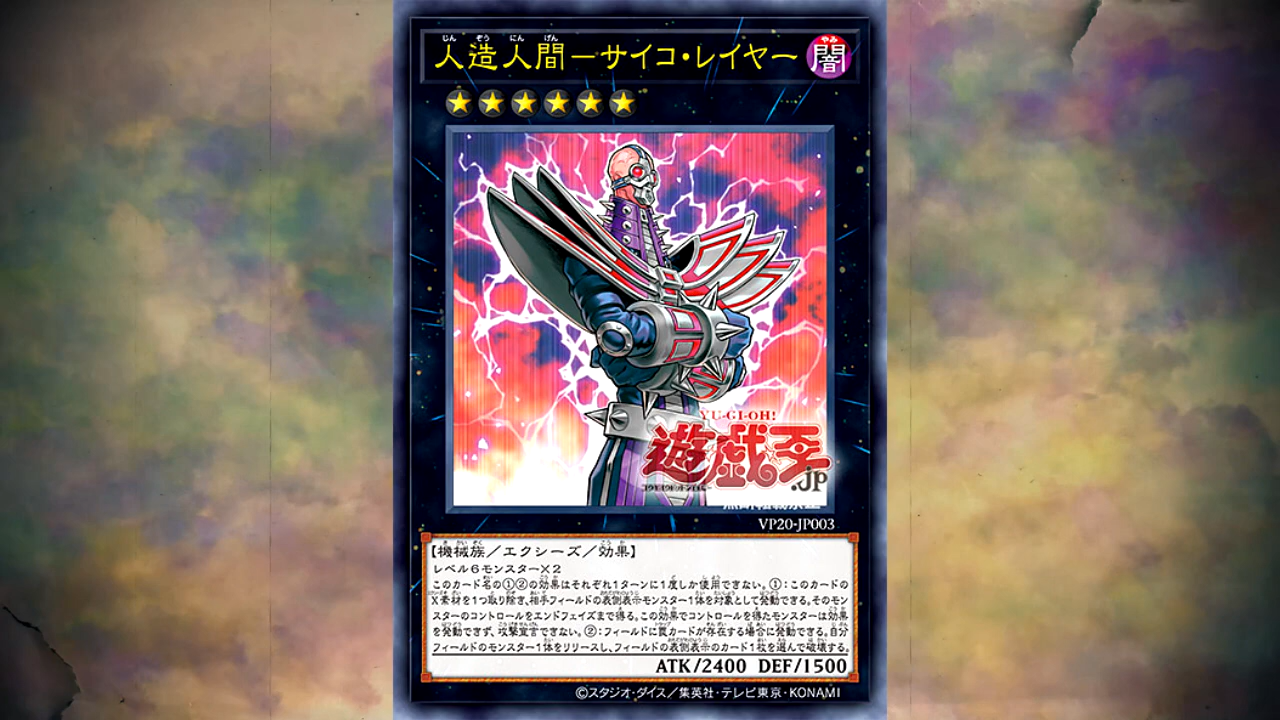 人造人間－サイコ・レイヤー
闇
YU-GI-OH!
遊戯王
.jp
VP20-JP003
【機械族／エクシーズ／効果】
レベル６モンスター×２
このカード名の①②の効果はそれぞれ１ターンに１度しか使用できない。①：このカードの
Ｘ素材を１つ取り除き、相手フィールドの表側表示モンスター１体を対象として発動できる。そのモン
スターのコントロールをエンドフェイズまで得る。この効果でコントロールを得たモンスターは効果
を発動できず、攻撃宣言できない。②：フィールドに罠カードが存在する場合に発動できる。自分
フィールドのモンスター１体をリリースし、フィールドの表側表示のカード１枚を選んで破壊する。
ATK/2400 DEF/1500
©スタジオ・ダイス／集英社・テレビ東京・KONAMI